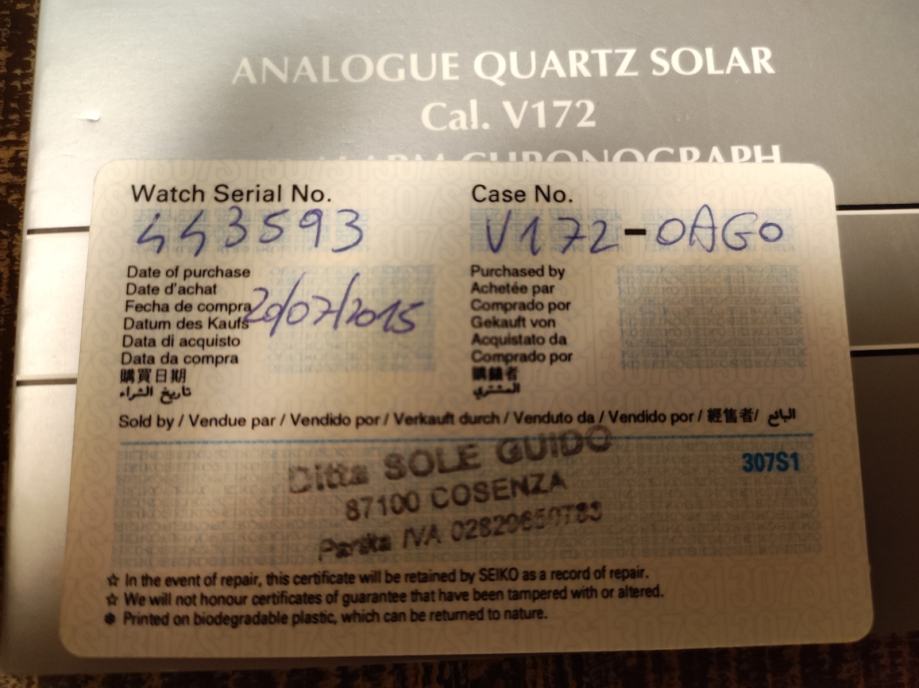 ANALOGUE QUARTZ SOLAR
Cal. V172
ALARM CHRONOGRAPH
Watch Serial No.
443593
Case No.
V172-0AG0
Date of purchase
Date d'achat
Fecha de compra
Datum des Kaufs
Data di acquisto
Data da compra
購買日期
تاريخ الشراء
20/07/2015
Purchased by
Achetée par
Comprado por
Gekauft von
Acquistato da
Comprado por
購錶者
المشتري
Sold by / Vendue par / Vendido por / Verkauft durch / Venduto da / Vendido por / 經售者/ البائع
307S1
Ditta SOLE GUIDO
87100 COSENZA
Partita IVA
☆ In the event of repair, this certificate will be retained by SEIKO as a record of repair.
☆ We will not honour certificates of guarantee that have been tampered with or altered.
❄ Printed on biodegradable plastic, which can be returned to nature.